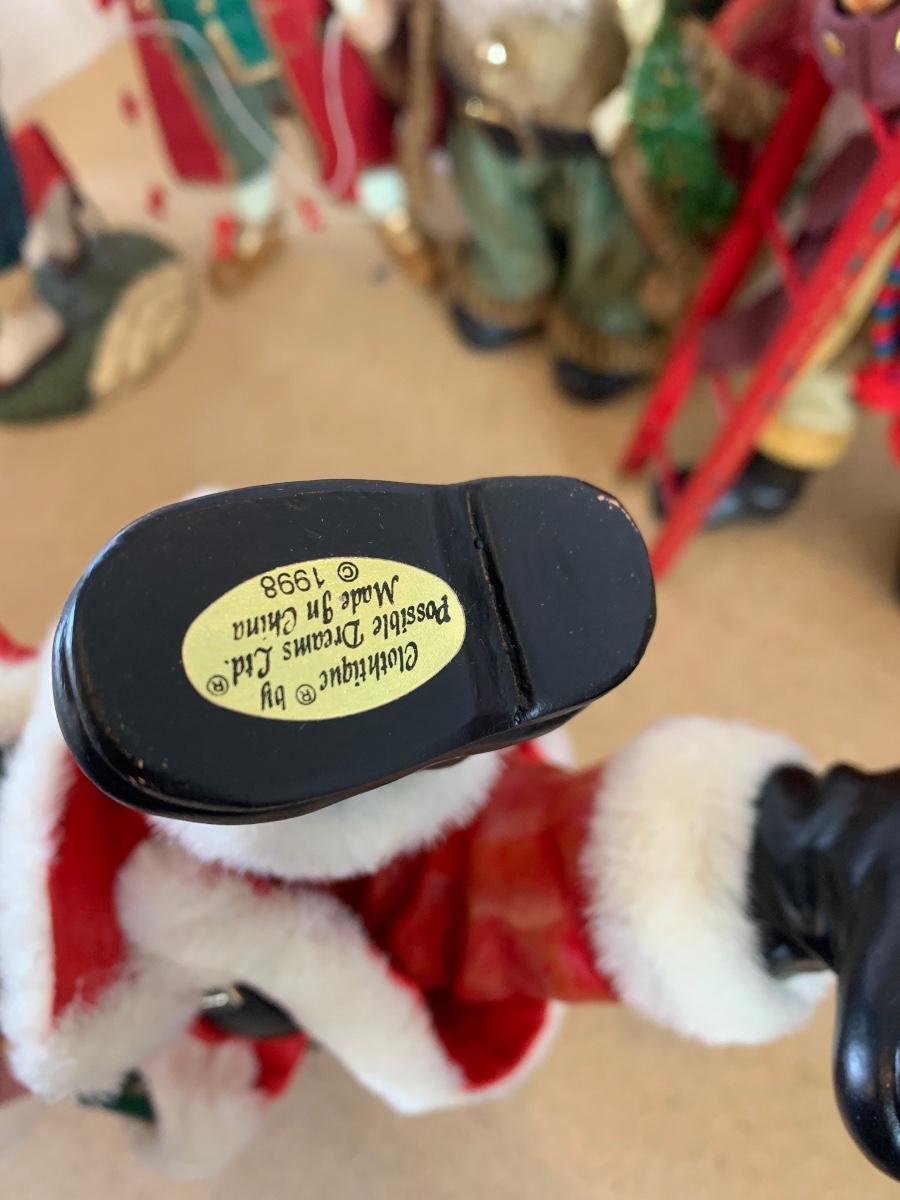 Clothtique® by
Possible Dreams Ltd.®
Made In China
© 1998